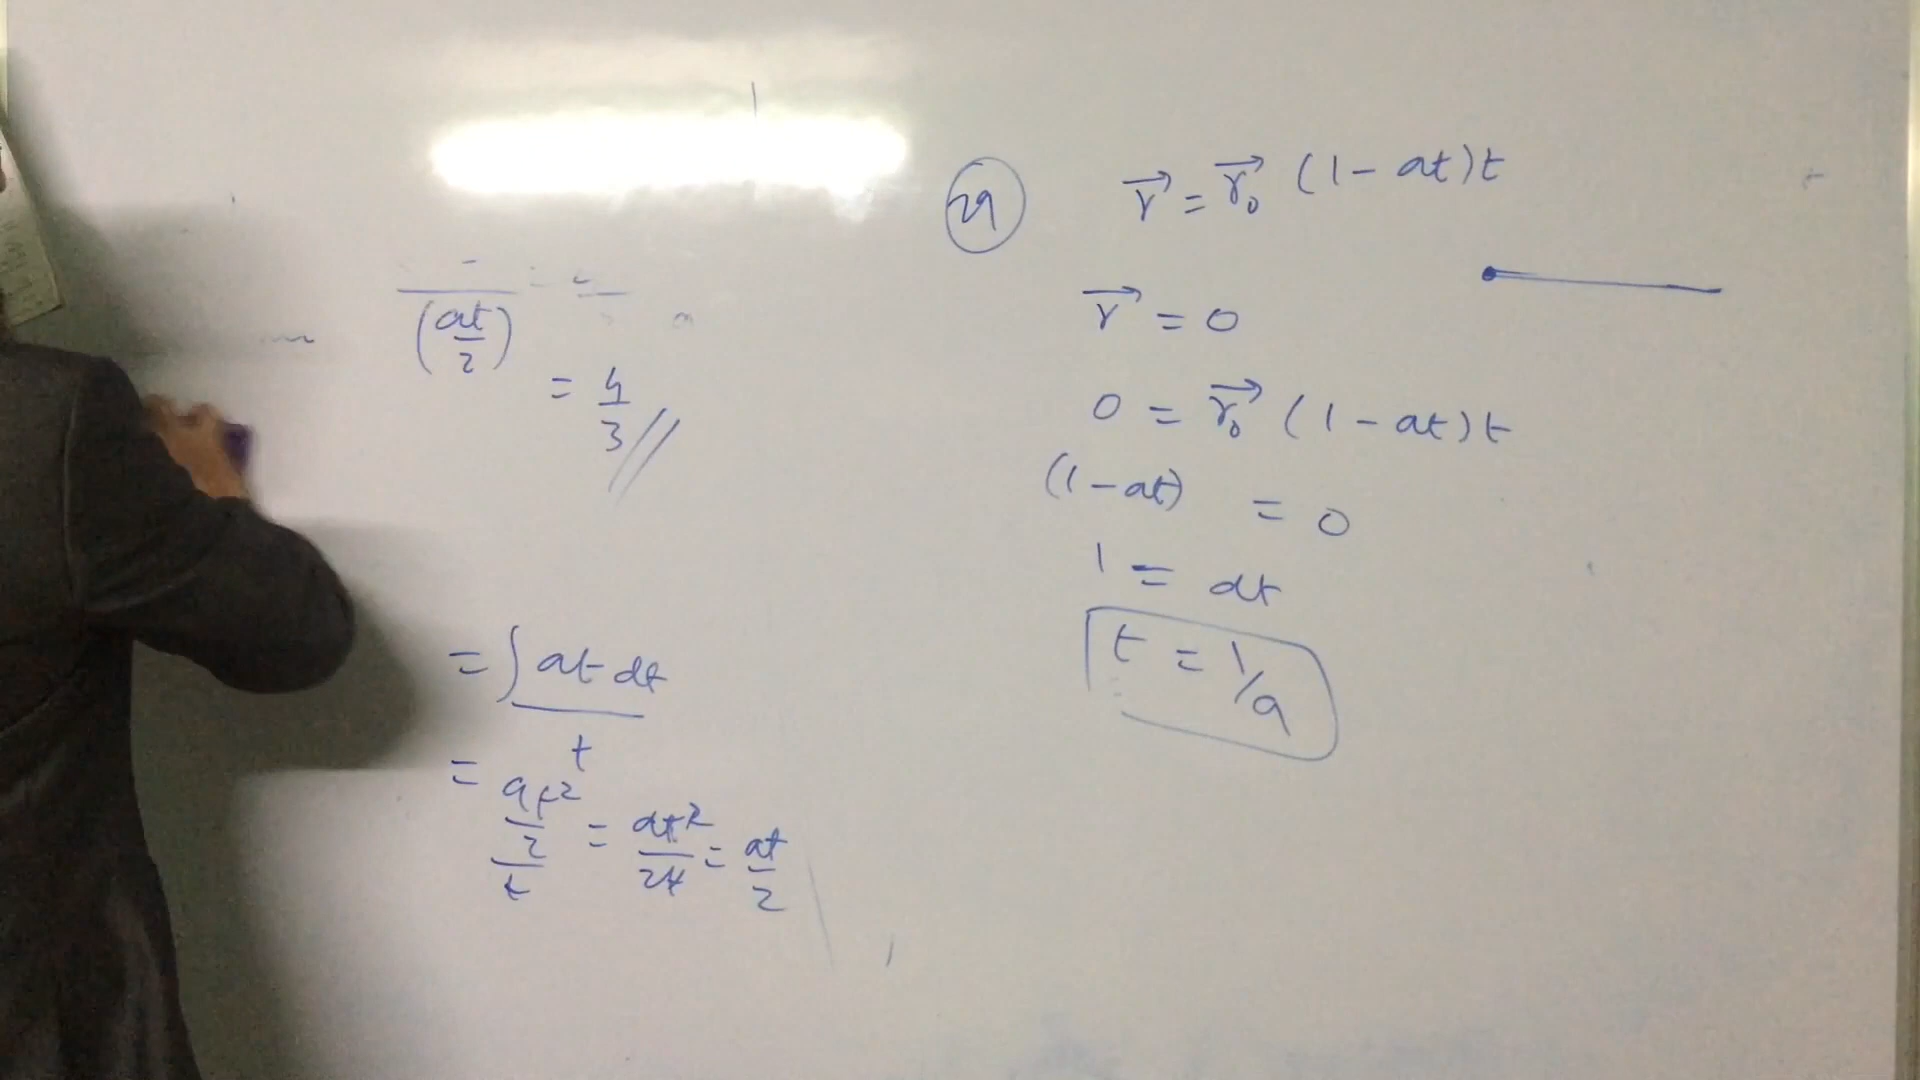 (at/2)
= 4/3 //
= ∫ at dt / t
= (at²/2)/t = at²/2t = at/2
29 r⃗ = r⃗₀ (1 - at)t
r⃗ = 0
0 = r⃗₀ (1 - at)t
(1 - at) = 0
1 = at
t = 1/a